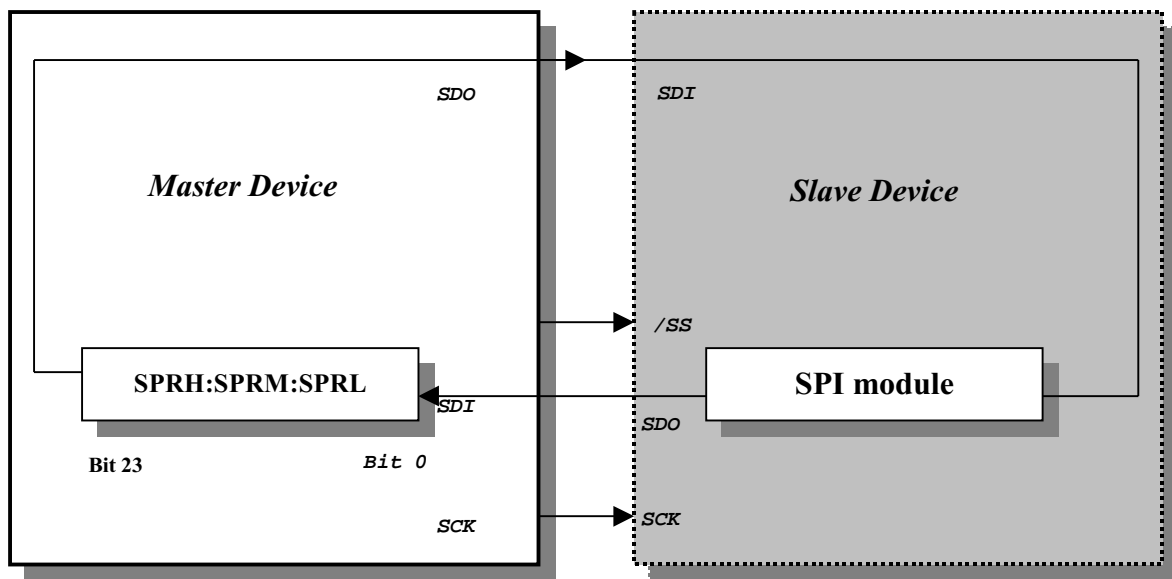 SDO
SDI
Master Device
Slave Device
/SS
SPRH:SPRM:SPRL
SPI module
SDI
SDO
Bit 23
Bit 0
SCK
SCK